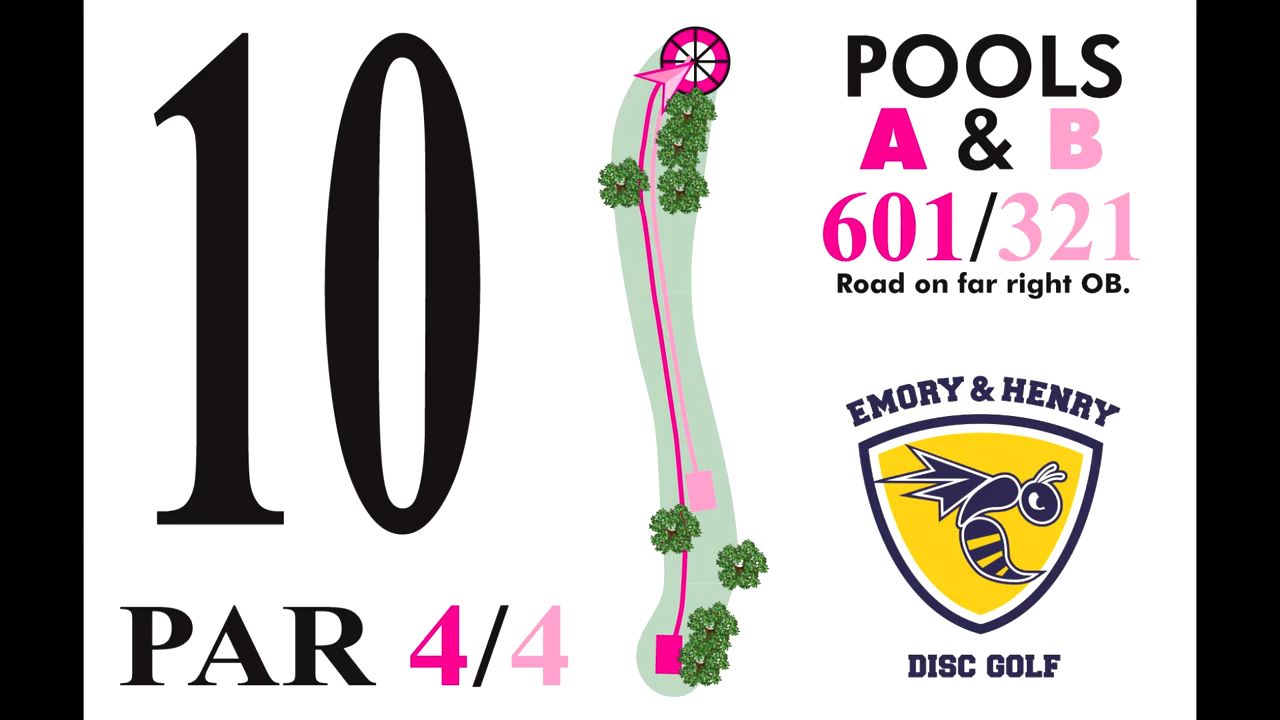 10
PAR 4/4
POOLS
A & B
601/321
Road on far right OB.
EMORY & HENRY
DISC GOLF